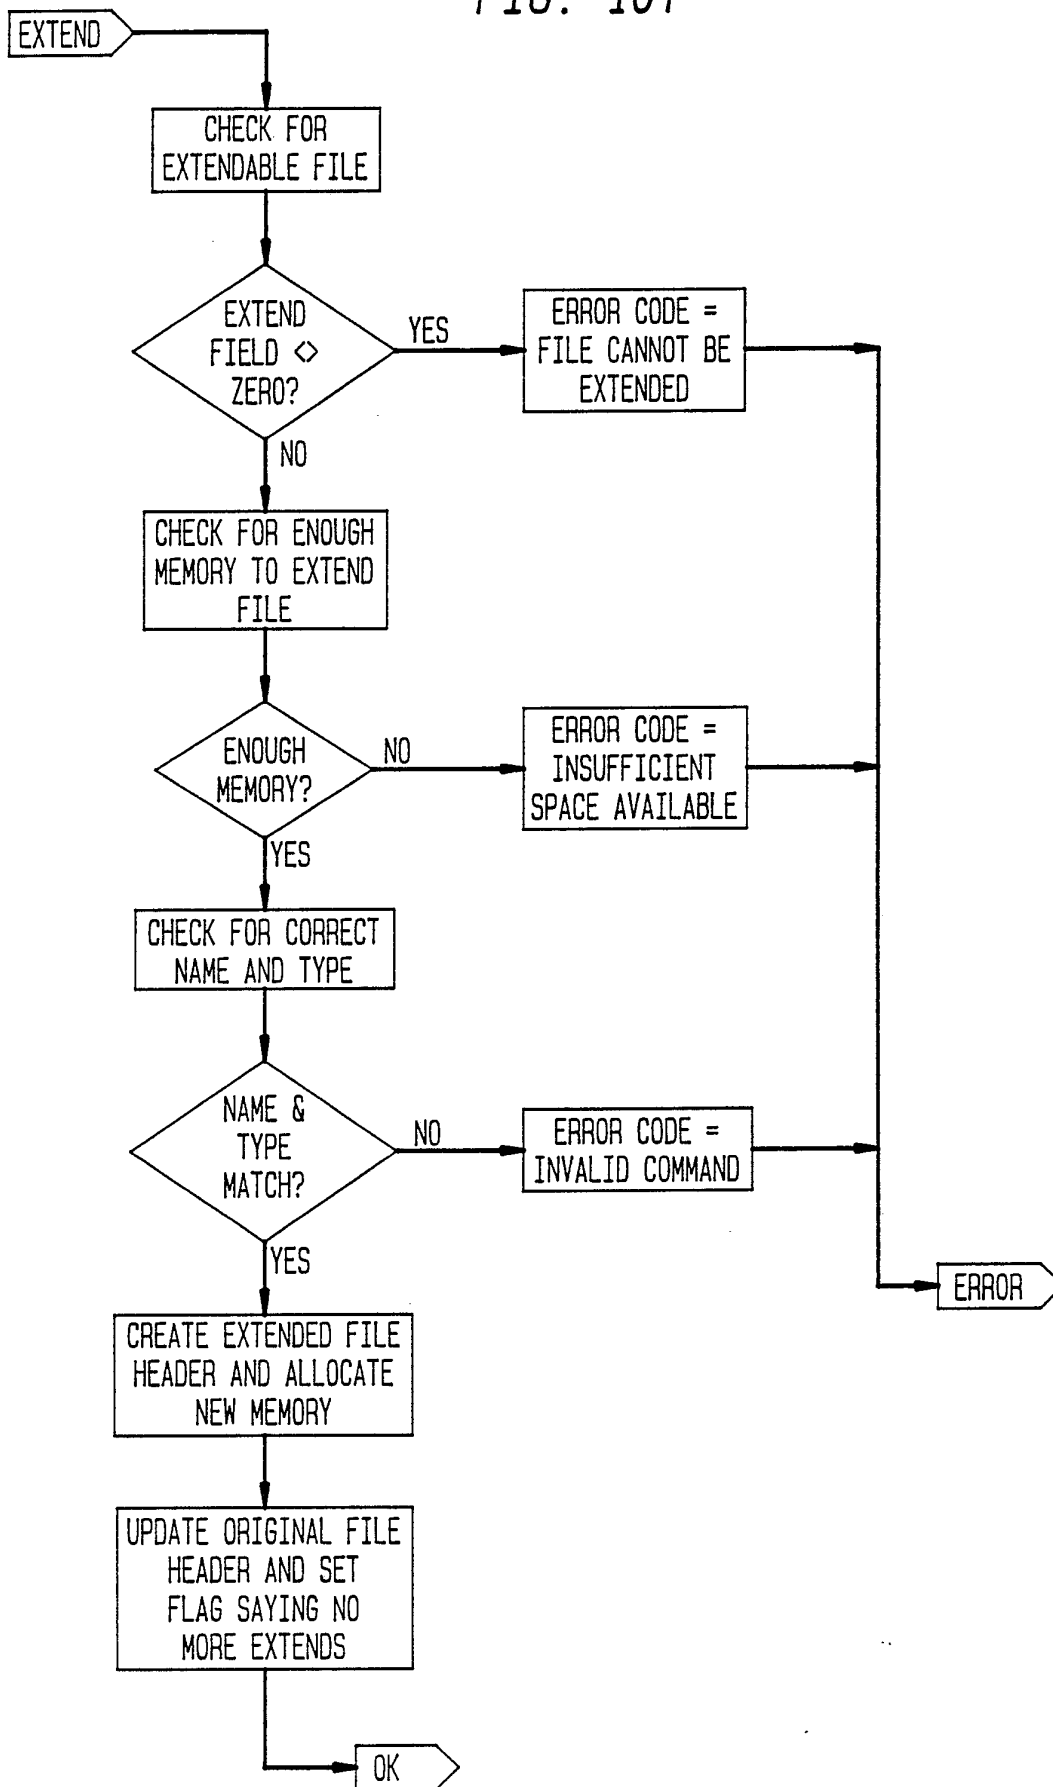 EXTEND
CHECK FOR
EXTENDABLE FILE
EXTEND
FIELD <>
ZERO?
YES
ERROR CODE =
FILE CANNOT BE
EXTENDED
NO
CHECK FOR ENOUGH
MEMORY TO EXTEND
FILE
ENOUGH
MEMORY?
NO
ERROR CODE =
INSUFFICIENT
SPACE AVAILABLE
YES
CHECK FOR CORRECT
NAME AND TYPE
NAME &
TYPE
MATCH?
NO
ERROR CODE =
INVALID COMMAND
YES
ERROR
CREATE EXTENDED FILE
HEADER AND ALLOCATE
NEW MEMORY
UPDATE ORIGINAL FILE
HEADER AND SET
FLAG SAYING NO
MORE EXTENDS
OK